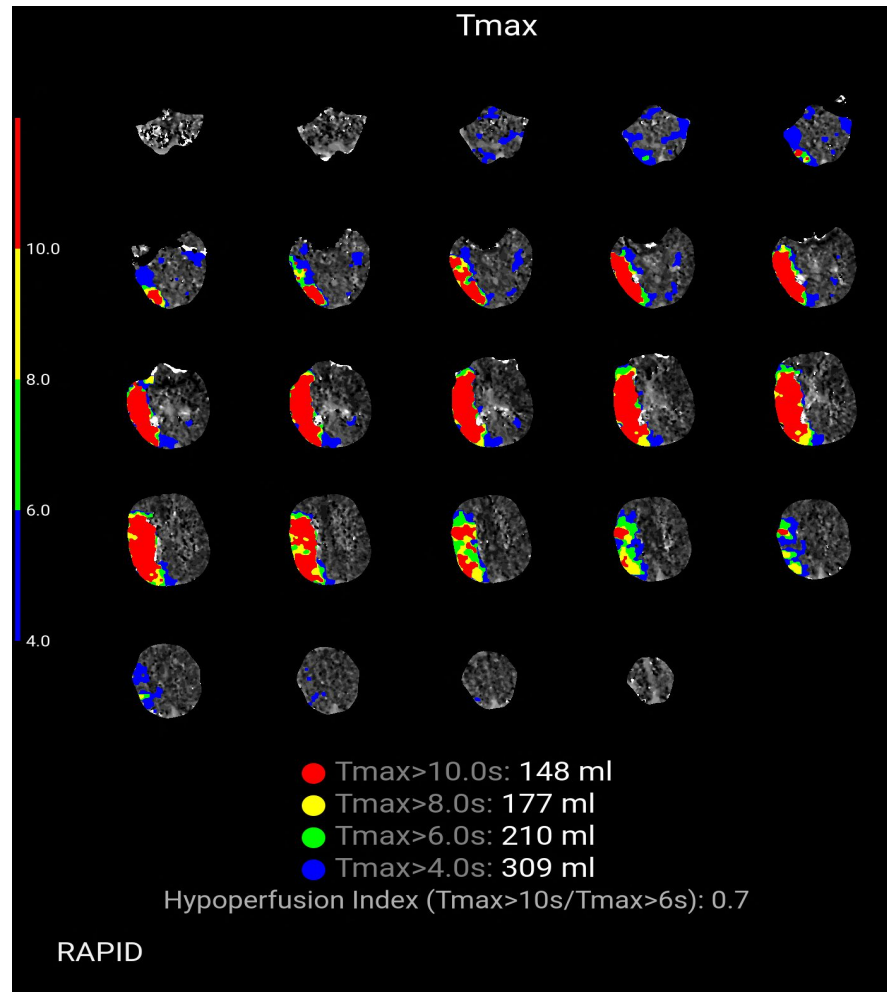 Tmax
10.0
8.0
6.0
4.0
Tmax>10.0s: 148 ml
Tmax>8.0s: 177 ml
Tmax>6.0s: 210 ml
Tmax>4.0s: 309 ml
Hypoperfusion Index (Tmax>10s/Tmax>6s): 0.7
RAPID